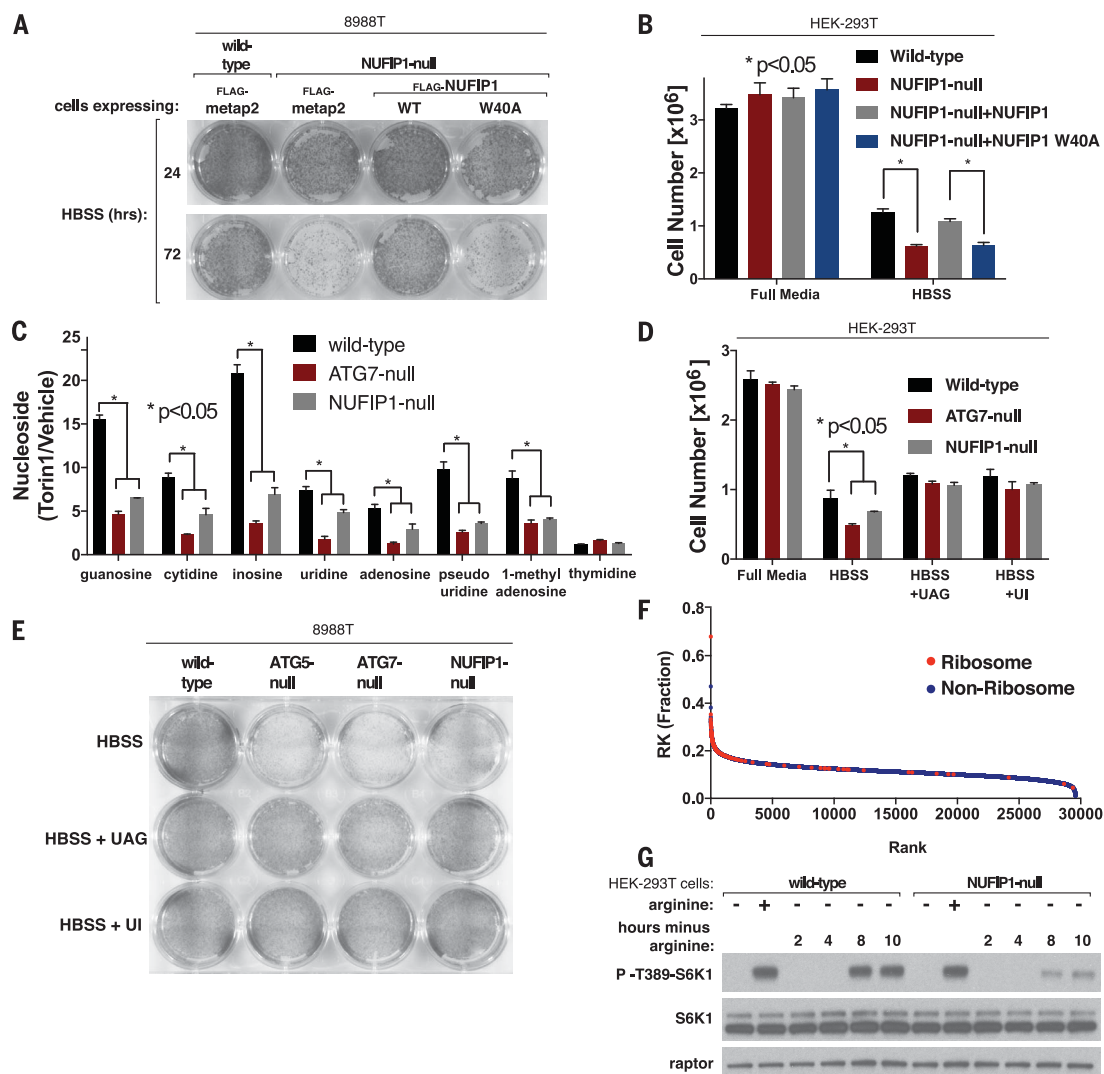 A
8988T
wild-
type
NUFIP1-null
FLAG-NUFIP1
cells expressing:
FLAG-
metap2
FLAG-
metap2
WT
W40A
24
HBSS (hrs):
72
B
HEK-293T
* p<0.05
Wild-type
NUFIP1-null
NUFIP1-null+NUFIP1
NUFIP1-null+NUFIP1 W40A
Cell Number [x10⁶]
3
2
1
0
* *
Full Media HBSS
C
wild-type
ATG7-null
NUFIP1-null
* p<0.05
Nucleoside
(Torin1/Vehicle)
25
20
15
10
5
0
* * * * * * *
guanosine cytidine inosine uridine adenosine pseudo uridine 1-methyl adenosine thymidine
D
HEK-293T
Wild-type
ATG7-null
NUFIP1-null
* p<0.05
*
Cell Number [x10⁶]
3
2
1
0
Full Media HBSS HBSS +UAG HBSS +UI
E
8988T
wild-
type
ATG5-
null
ATG7-
null
NUFIP1-
null
HBSS
HBSS + UAG
HBSS + UI
F
Ribosome
Non-Ribosome
RK (Fraction)
0.8
0.6
0.4
0.2
0.0
0 5000 10000 15000 20000 25000 30000
Rank
G
HEK-293T cells: wild-type NUFIP1-null
arginine: - + - - - - - + - - - -
hours minus
arginine: 2 4 8 10 2 4 8 10
P -T389-S6K1
S6K1
raptor